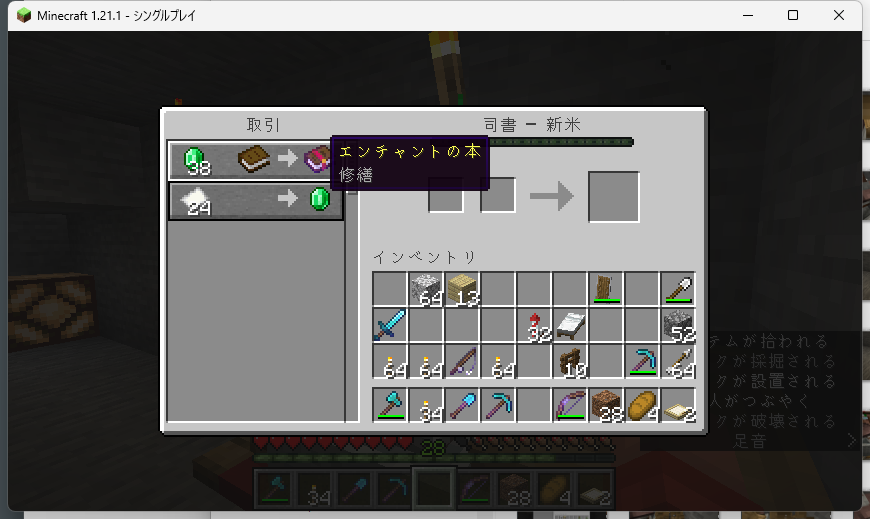 Minecraft 1.21.1 - シングルプレイ
取引
司書 − 新米
38
エンチャントの本
修繕
24
インベントリ
64
13
32
52
64
64
64
10
64
34
28
4
2
テムが拾われる
クが採掘される
クが設置される
人がつぶやく
クが破壊される
足音
>
28
34
28
4
2